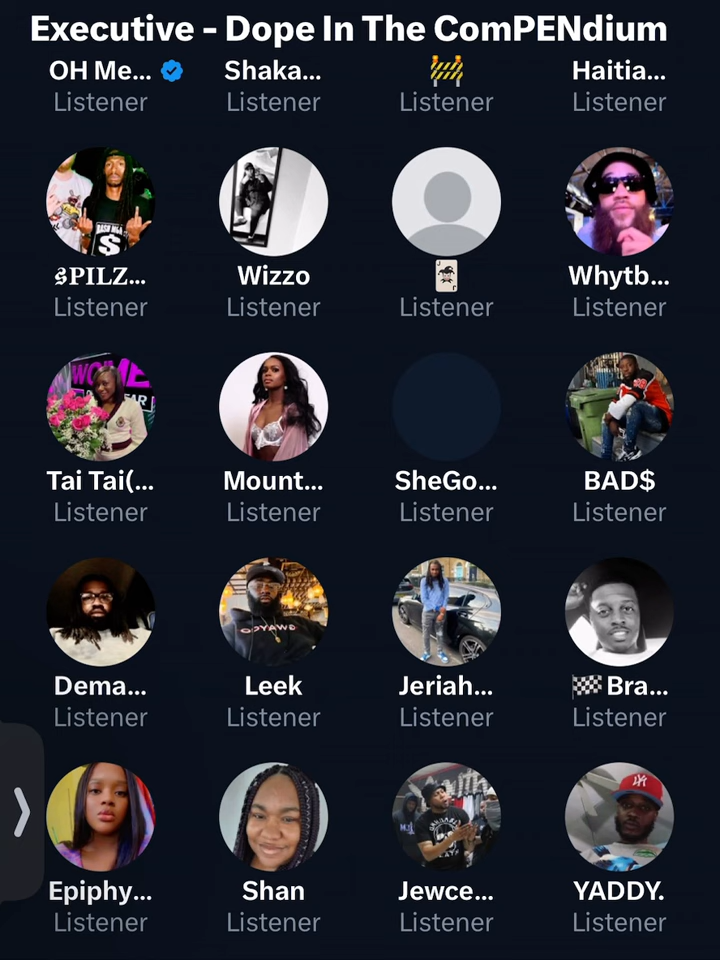 Executive - Dope In The ComPENdium
OH Me... Shaka... 🚧 Haitia...
Listener Listener Listener Listener
𝕾PILZ... Wizzo 🃏 Whytb...
Listener Listener Listener Listener
Tai Tai(... Mount... SheGo... BAD$
Listener Listener Listener Listener
Dema... Leek Jeriah... 🏁 Bra...
Listener Listener Listener Listener
Epiphy... Shan Jewce... YADDY.
Listener Listener Listener Listener